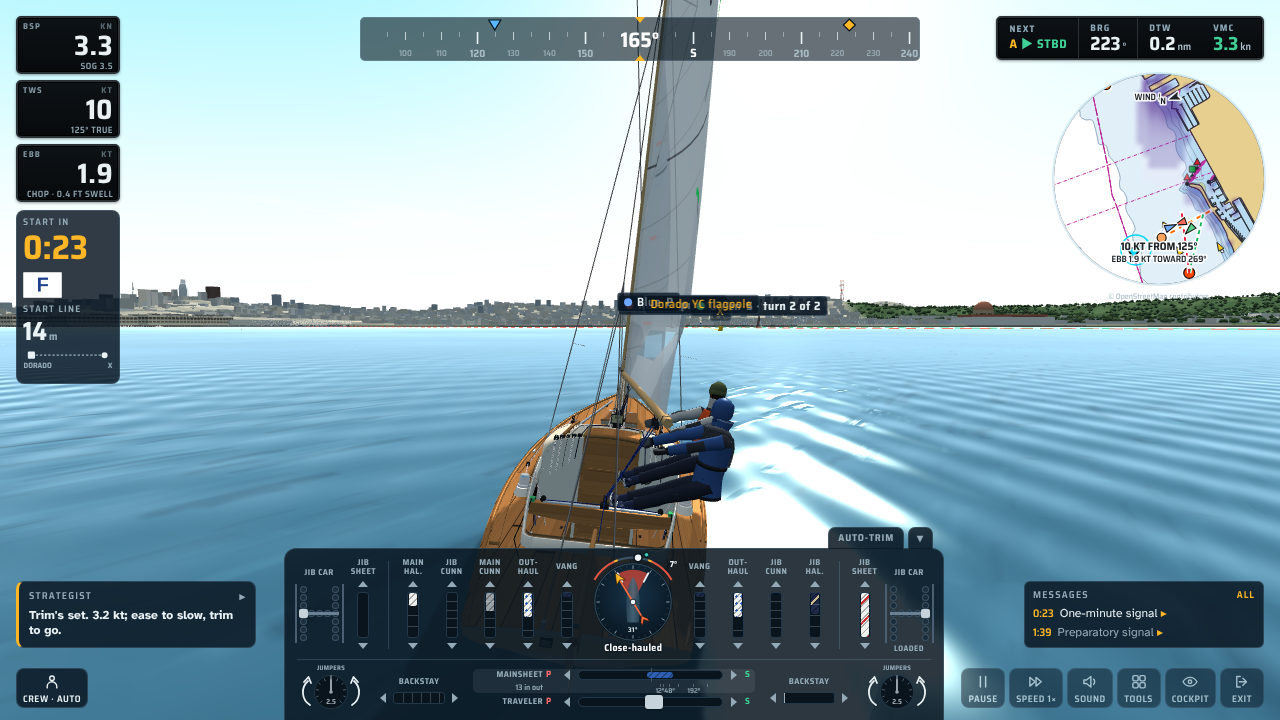 BSP KN
3.3
SOG 3.5
TWS KT
10
125° TRUE
EBB KT
1.9
CHOP · 0.4 FT SWELL
START IN
0:23
F
START LINE
14 m
DORADO X
100 110 120 130 140 150 165° S 190 200 210 220 230 240
NEXT BRG DTW VMC
A ▶ STBD 223° 0.2 nm 3.3 kn
WIND N
10 KT FROM 125°
EBB 1.9 KT TOWARD 269°
© OpenStreetMap
Dorado YC flagpole · turn 2 of 2
AUTO-TRIM ▼
JIB CAR
JIB SHEET
MAIN HAL.
JIB CUNN
MAIN CUNN
OUT-HAUL
VANG
7°
31°
Close-hauled
VANG
OUT-HAUL
JIB CUNN
JIB HAL.
JIB SHEET
JIB CAR
LOADED
JUMPERS
2.5
BACKSTAY
MAINSHEET P S
13 in out
12°48° 192°
TRAVELER P S
BACKSTAY
JUMPERS
2.5
STRATEGIST ▶
Trim's set. 3.2 kt; ease to slow, trim
to go.
CREW · AUTO
MESSAGES ALL
0:23 One-minute signal ▸
1:39 Preparatory signal ▸
PAUSE
SPEED 1×
SOUND
TOOLS
COCKPIT
EXIT